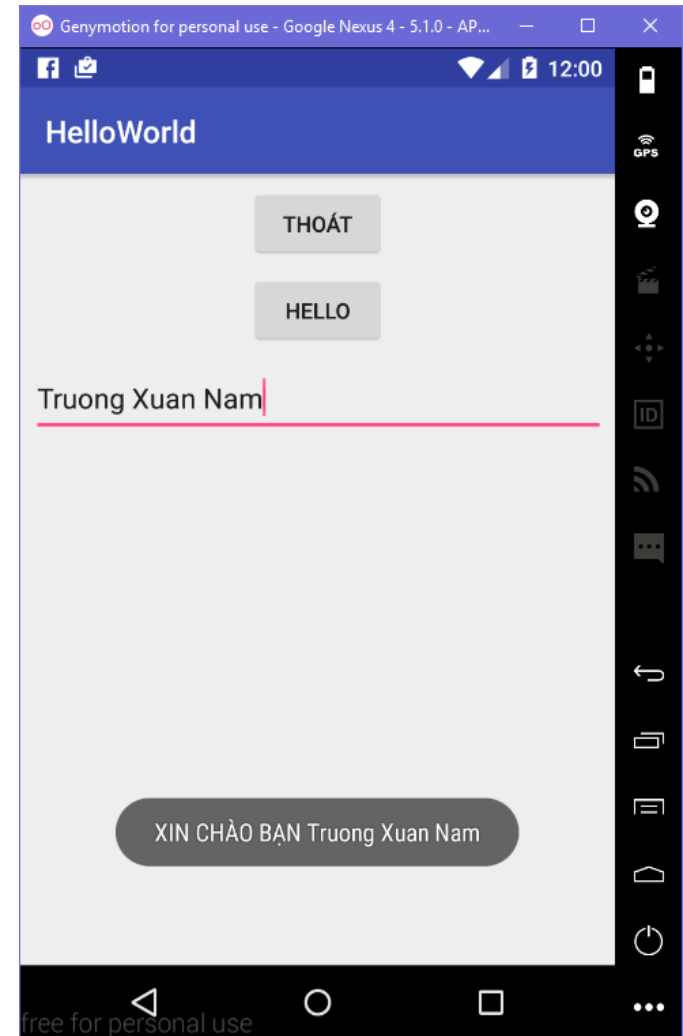 Genymotion for personal use - Google Nexus 4 - 5.1.0 - AP...
12:00
HelloWorld
GPS
THOÁT
HELLO
Truong Xuan Nam
ID
XIN CHÀO BẠN Truong Xuan Nam
free for personal use